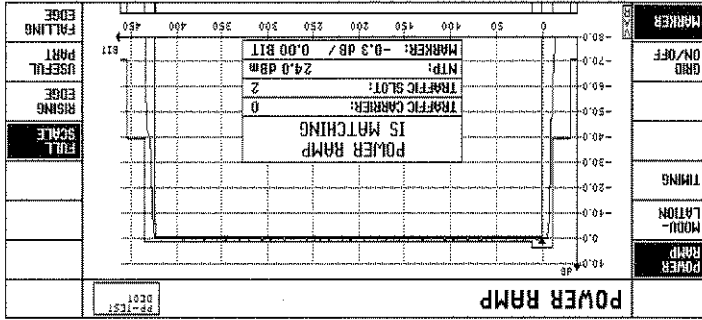 POWER RAMP
PP-TEST
DECT
POWER
RAMP
MODU-
LATION
TIMING
GRID
ON/OFF
MARKER
dB
10.0
0.0
-10.0
-20.0
-30.0
-40.0
-50.0
-60.0
-70.0
-80.0
POWER RAMP
IS MATCHING
TRAFFIC CARRIER: 0
TRAFFIC SLOT: 2
NTP: 24.0 dBm
MARKER: -0.3 dB / 0.00 BIT
0 50 100 150 200 250 300 350 400 450
BIT
FULL
SCALE
RISING
EDGE
USEFUL
PART
FALLING
EDGE